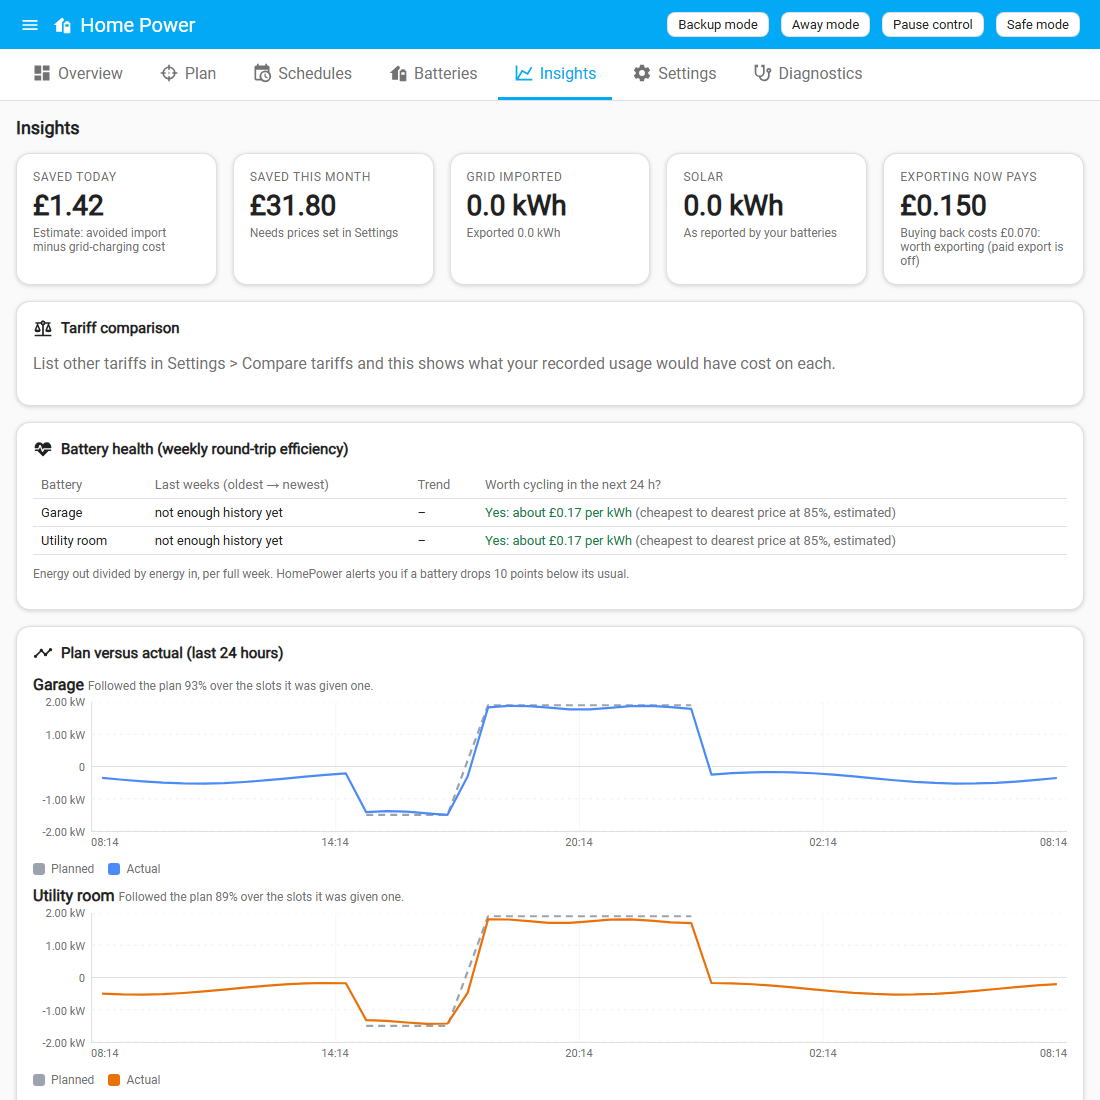 Home Power
Backup mode
Away mode
Pause control
Safe mode
Overview
Plan
Schedules
Batteries
Insights
Settings
Diagnostics
Insights
SAVED TODAY
£1.42
Estimate: avoided import
minus grid-charging cost
SAVED THIS MONTH
£31.80
Needs prices set in Settings
GRID IMPORTED
0.0 kWh
Exported 0.0 kWh
SOLAR
0.0 kWh
As reported by your batteries
EXPORTING NOW PAYS
£0.150
Buying back costs £0.070:
worth exporting (paid export is
off)
Tariff comparison
List other tariffs in Settings > Compare tariffs and this shows what your recorded usage would have cost on each.
Battery health (weekly round-trip efficiency)
Battery Last weeks (oldest → newest) Trend Worth cycling in the next 24 h?
Garage not enough history yet – Yes: about £0.17 per kWh (cheapest to dearest price at 85%, estimated)
Utility room not enough history yet – Yes: about £0.17 per kWh (cheapest to dearest price at 85%, estimated)
Energy out divided by energy in, per full week. HomePower alerts you if a battery drops 10 points below its usual.
Plan versus actual (last 24 hours)
Garage Followed the plan 93% over the slots it was given one.
2.00 kW
1.00 kW
0
-1.00 kW
-2.00 kW
08:14 14:14 20:14 02:14 08:14
Planned Actual
Utility room Followed the plan 89% over the slots it was given one.
2.00 kW
1.00 kW
0
-1.00 kW
-2.00 kW
08:14 14:14 20:14 02:14 08:14
Planned Actual